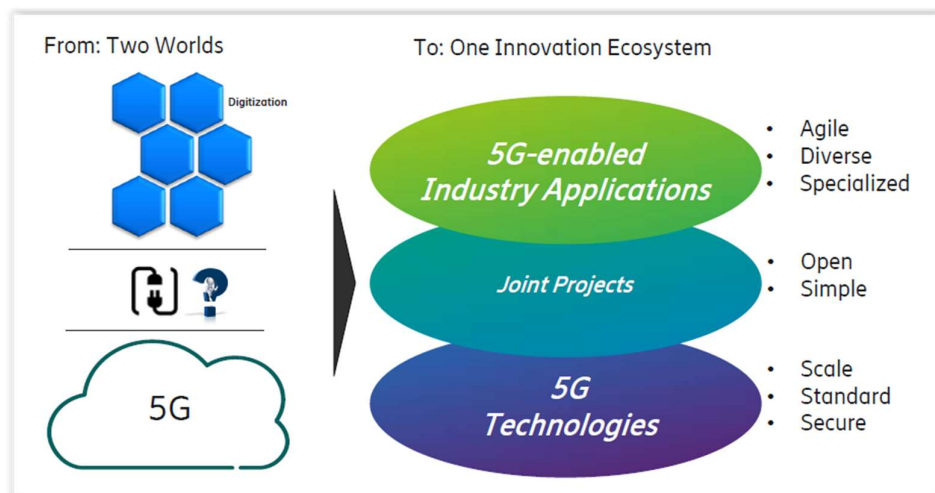 From: Two Worlds
To: One Innovation Ecosystem
Digitization
5G
5G-enabled
Industry Applications
• Agile
• Diverse
• Specialized
Joint Projects
• Open
• Simple
5G
Technologies
• Scale
• Standard
• Secure